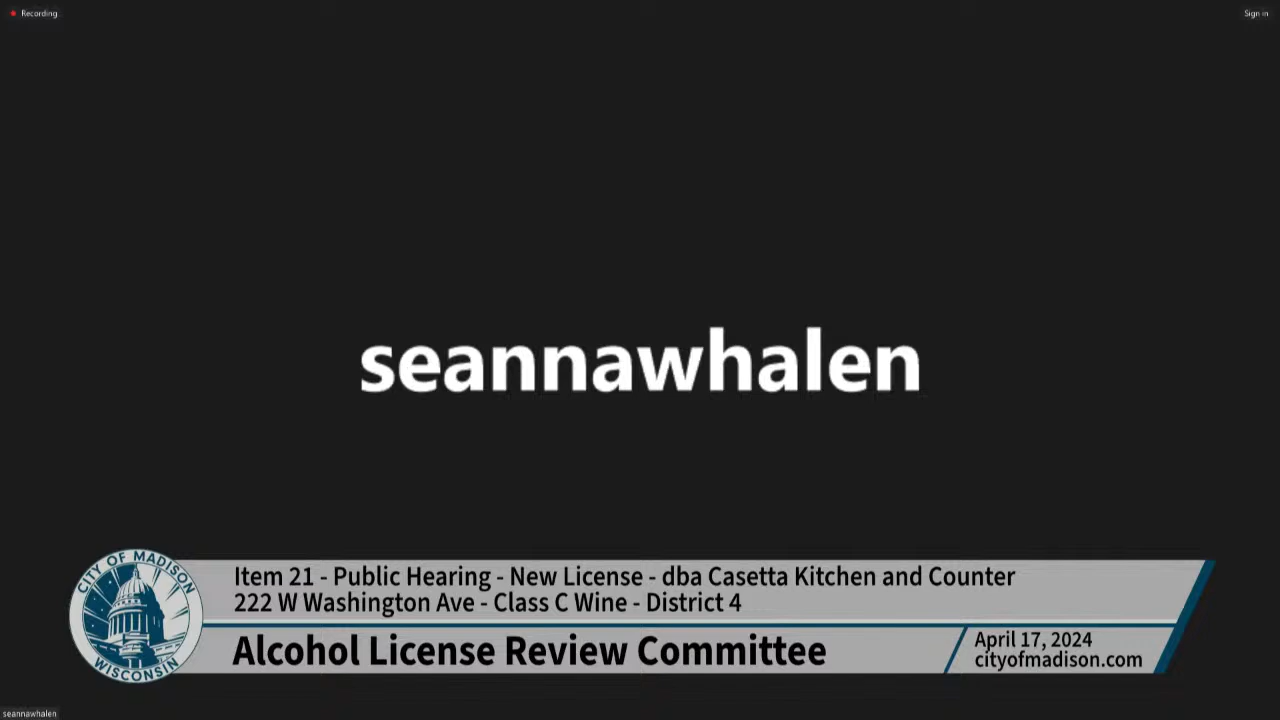 Recording
Sign in
seannawhalen
CITY OF MADISON
WISCONSIN
Item 21 - Public Hearing - New License - dba Casetta Kitchen and Counter
222 W Washington Ave - Class C Wine - District 4
Alcohol License Review Committee
April 17, 2024
cityofmadison.com
seannawhalen